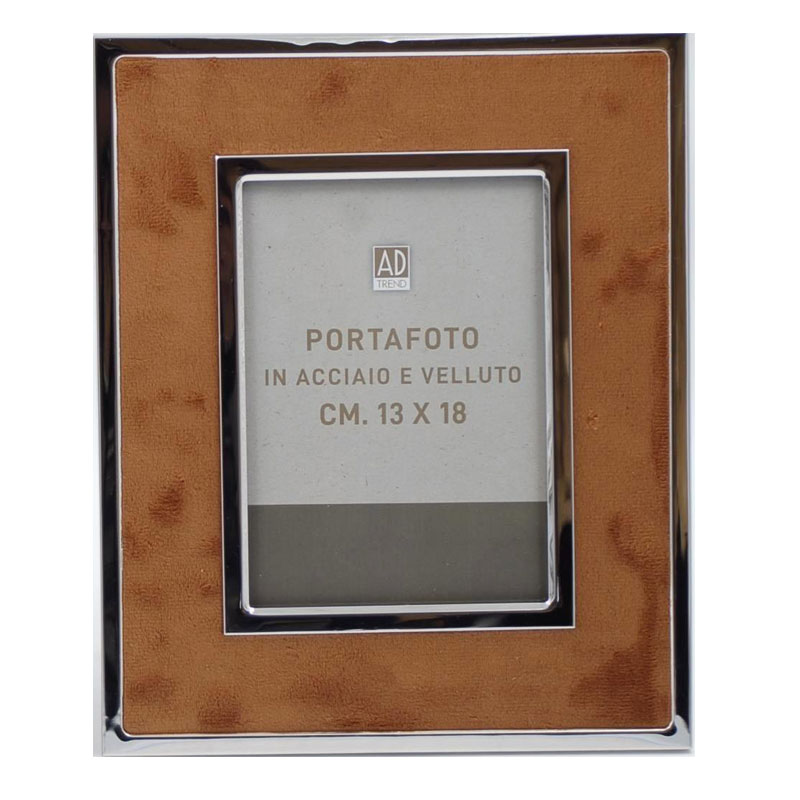 AD
TREND
PORTAFOTO
IN ACCIAIO E VELLUTO
CM. 13 X 18